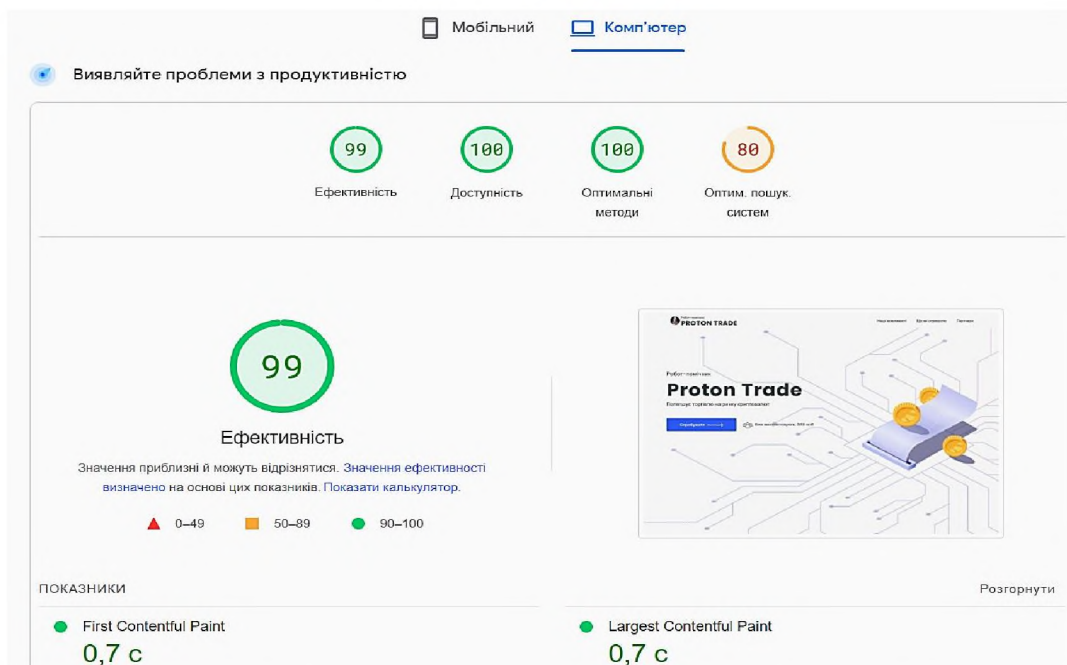 Мобільний
Комп'ютер
Виявляйте проблеми з продуктивністю
99
100
100
80
Ефективність
Доступність
Оптимальні
методи
Оптим. пошук.
систем
99
Ефективність
Значення приблизні й можуть відрізнятися. Значення ефективності
визначено на основі цих показників. Показати калькулятор.
0–49
50–89
90–100
PROTON TRADE
Proton Trade
ПОКАЗНИКИ
Розгорнути
First Contentful Paint
0,7 с
Largest Contentful Paint
0,7 с